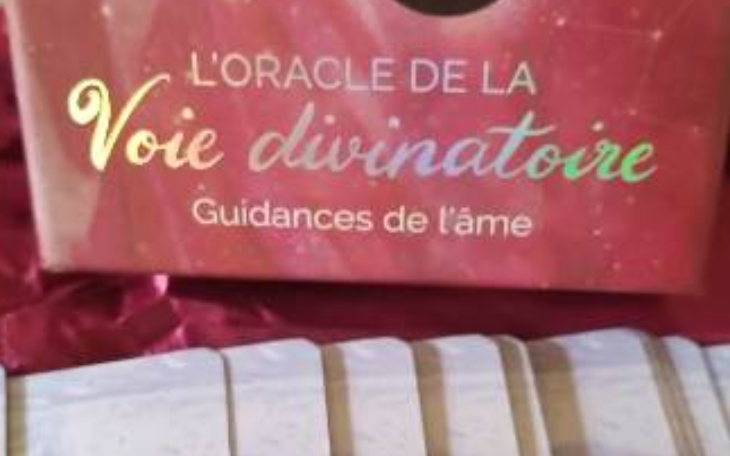 L'ORACLE DE LA
Voie divinatoire
Guidances de l'âme